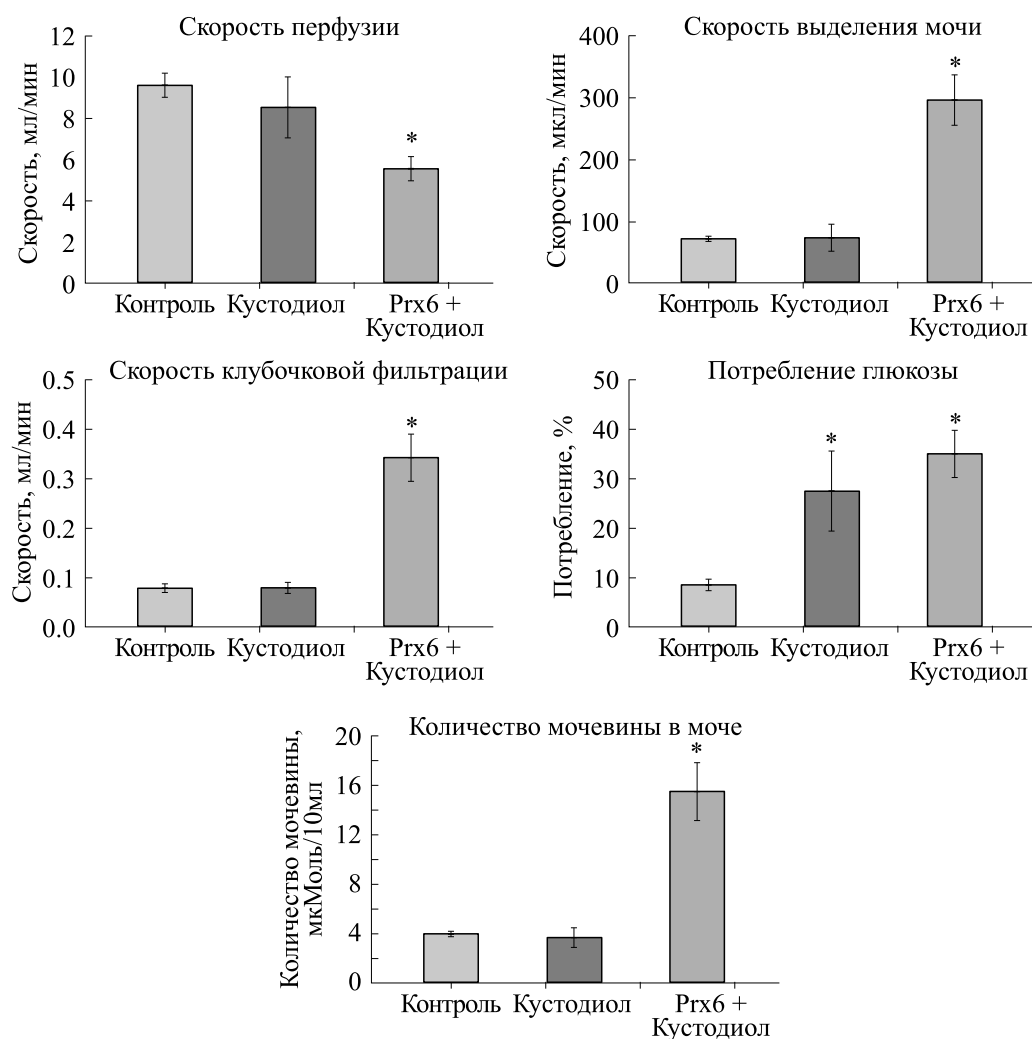 Скорость перфузии
Скорость, мл/мин
12
10
8
6
4
2
0
*
Контроль
Кустодиол
Prx6 +
Кустодиол
Скорость выделения мочи
Скорость, мкл/мин
400
300
200
100
0
*
Контроль
Кустодиол
Prx6 +
Кустодиол
Скорость клубочковой фильтрации
Скорость, мл/мин
0.5
0.4
0.3
0.2
0.1
0.0
*
Контроль
Кустодиол
Prx6 +
Кустодиол
Потребление глюкозы
Потребление, %
50
40
30
20
10
0
*
*
Контроль
Кустодиол
Prx6 +
Кустодиол
Количество мочевины в моче
Количество мочевины,
мкМоль/10мл
20
16
12
8
4
0
*
Контроль
Кустодиол
Prx6 +
Кустодиол